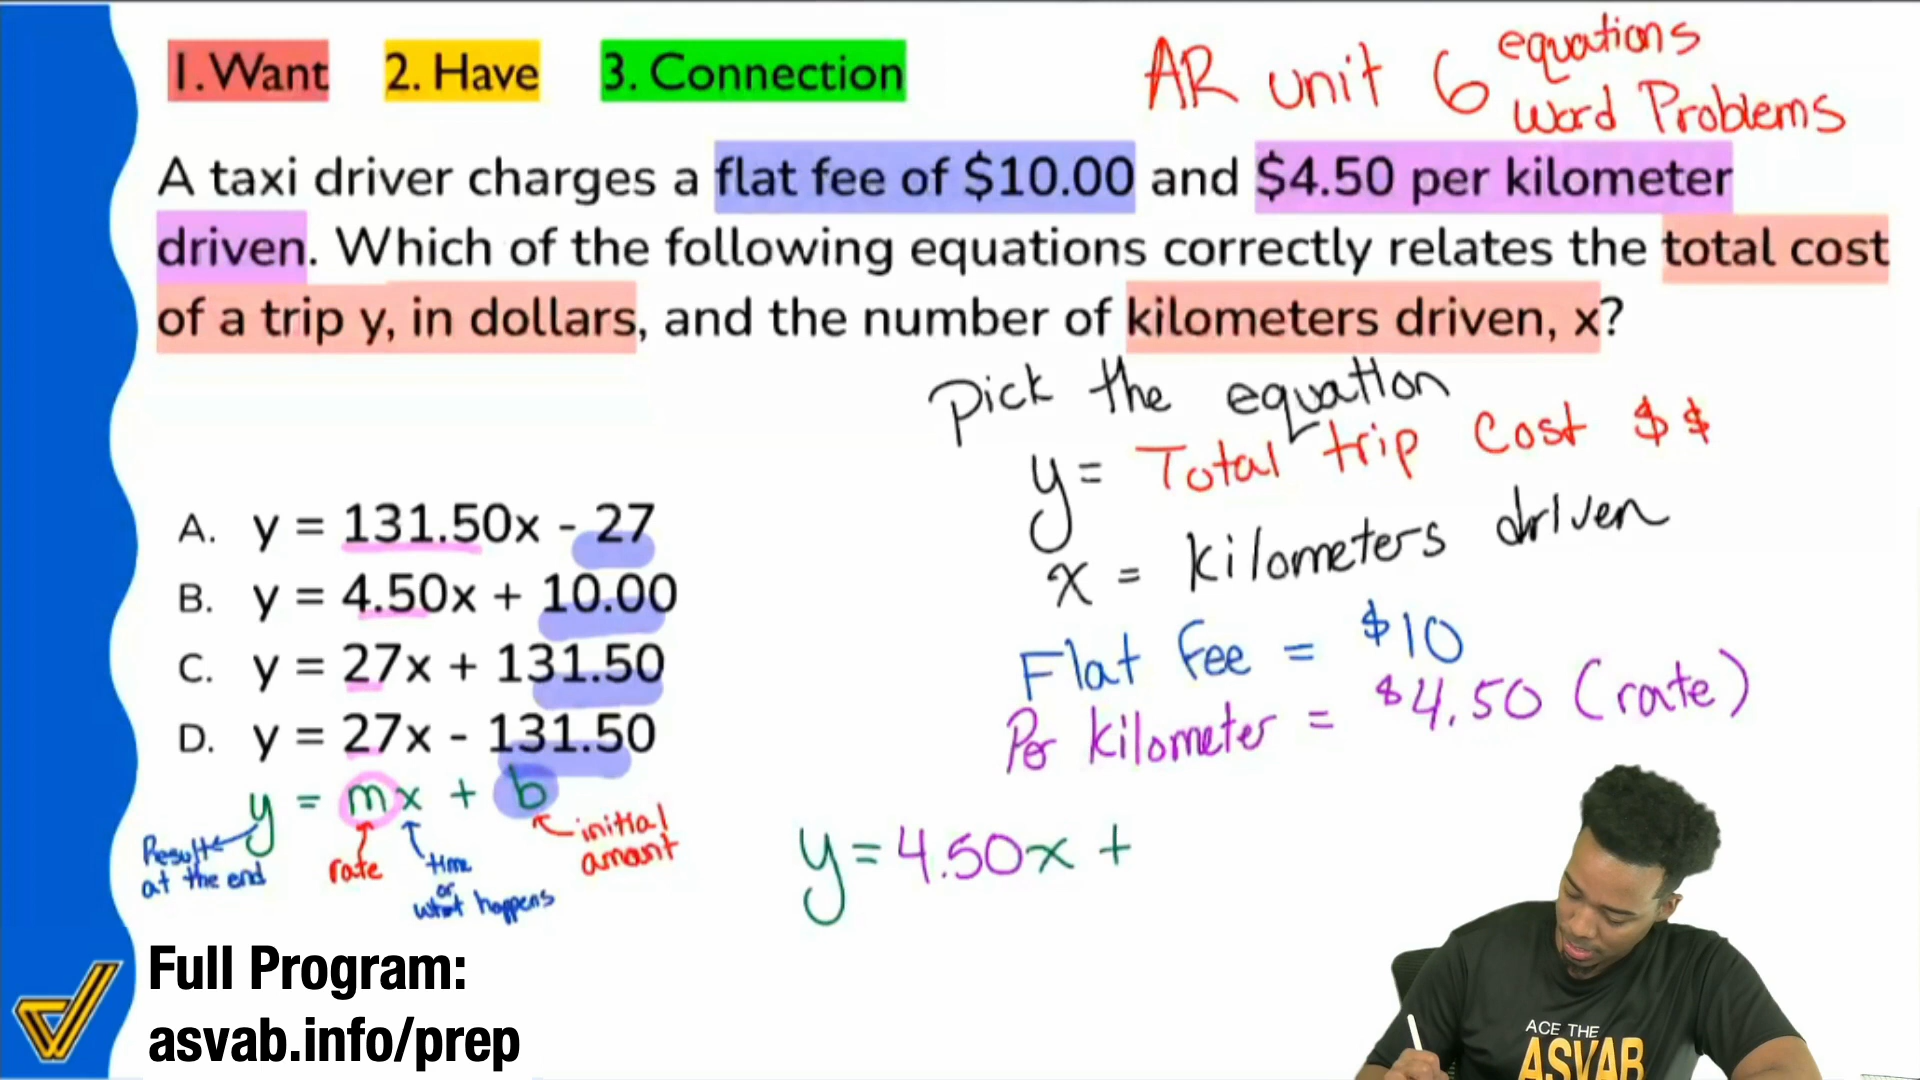 1. Want 2. Have 3. Connection
AR unit 6 equations
Word Problems
A taxi driver charges a flat fee of $10.00 and $4.50 per kilometer
driven. Which of the following equations correctly relates the total cost
of a trip y, in dollars, and the number of kilometers driven, x?
Pick the equation
y = Total trip Cost $$
x = kilometers driven
Flat Fee = $10
Per kilometer = $4.50 (rate)
A. y = 131.50x - 27
B. y = 4.50x + 10.00
C. y = 27x + 131.50
D. y = 27x - 131.50
y = mx + b
Result
at the end
rate
time
or
what happens
initial
amount
y = 4.50x +
Full Program:
asvab.info/prep
ACE THE
ASVAB